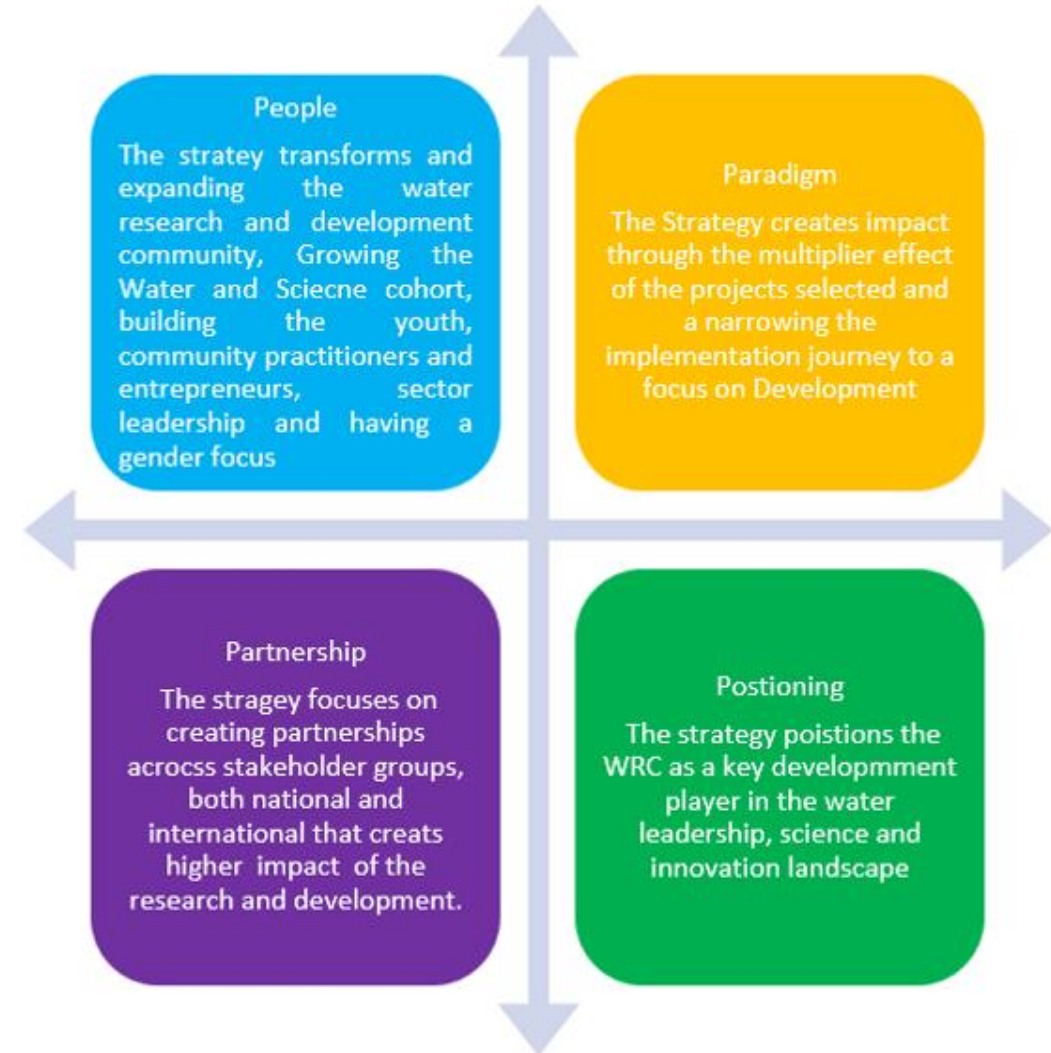 People
The stratey transforms and
expanding the water
research and development
community, Growing the
Water and Sciecne cohort,
building the youth,
community practitioners and
entrepreneurs, sector
leadership and having a
gender focus
Paradigm
The Strategy creates impact
through the multiplier effect
of the projects selected and
a narrowing the
implementation journey to a
focus on Development
Partnership
The stragey focuses on
creating partnerships
acrocss stakeholder groups,
both national and
international that creats
higher impact of the
research and development.
Postioning
The strategy poistions the
WRC as a key developmment
player in the water
leadership, science and
innovation landscape